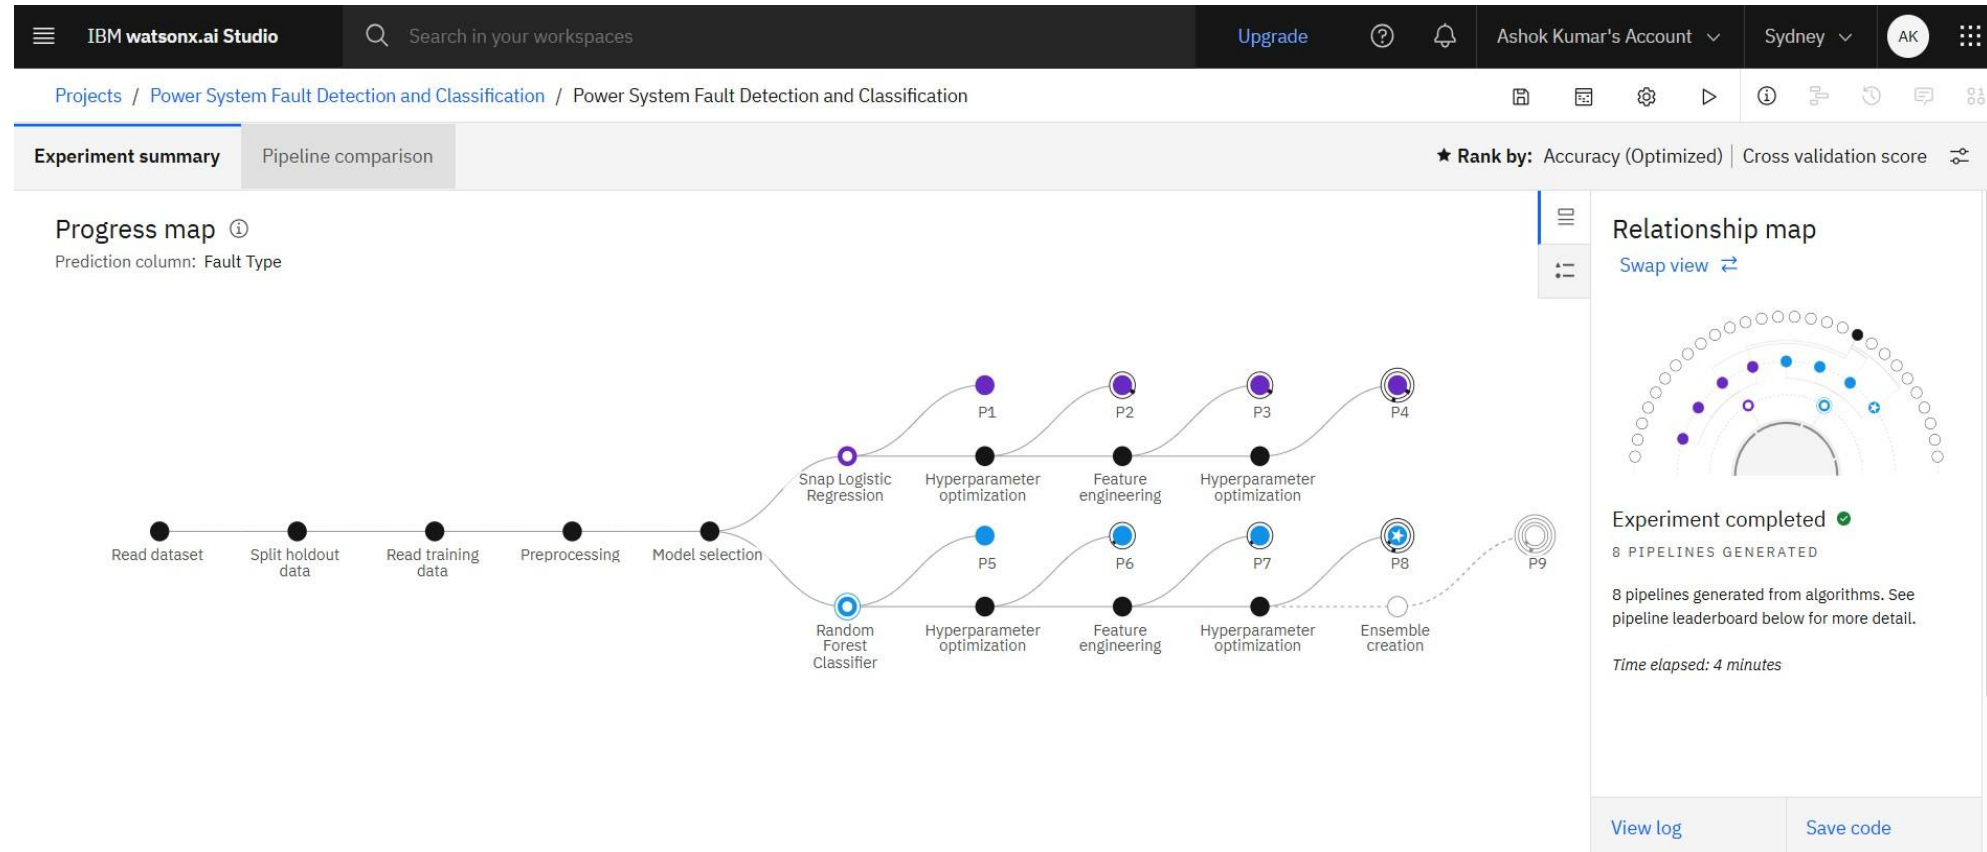 IBM watsonx.ai Studio
Search in your workspaces
Upgrade
Ashok Kumar's Account
Sydney
AK
Projects / Power System Fault Detection and Classification / Power System Fault Detection and Classification
Experiment summary
Pipeline comparison
★ Rank by: Accuracy (Optimized) | Cross validation score
Progress map
Prediction column: Fault Type
P1
P2
P3
P4
Snap Logistic
Regression
Hyperparameter
optimization
Feature
engineering
Hyperparameter
optimization
Read dataset
Split holdout
data
Read training
data
Preprocessing
Model selection
P5
P6
P7
P8
P9
Random
Forest
Classifier
Hyperparameter
optimization
Feature
engineering
Hyperparameter
optimization
Ensemble
creation
Relationship map
Swap view
Experiment completed
8 PIPELINES GENERATED
8 pipelines generated from algorithms. See
pipeline leaderboard below for more detail.
Time elapsed: 4 minutes
View log
Save code